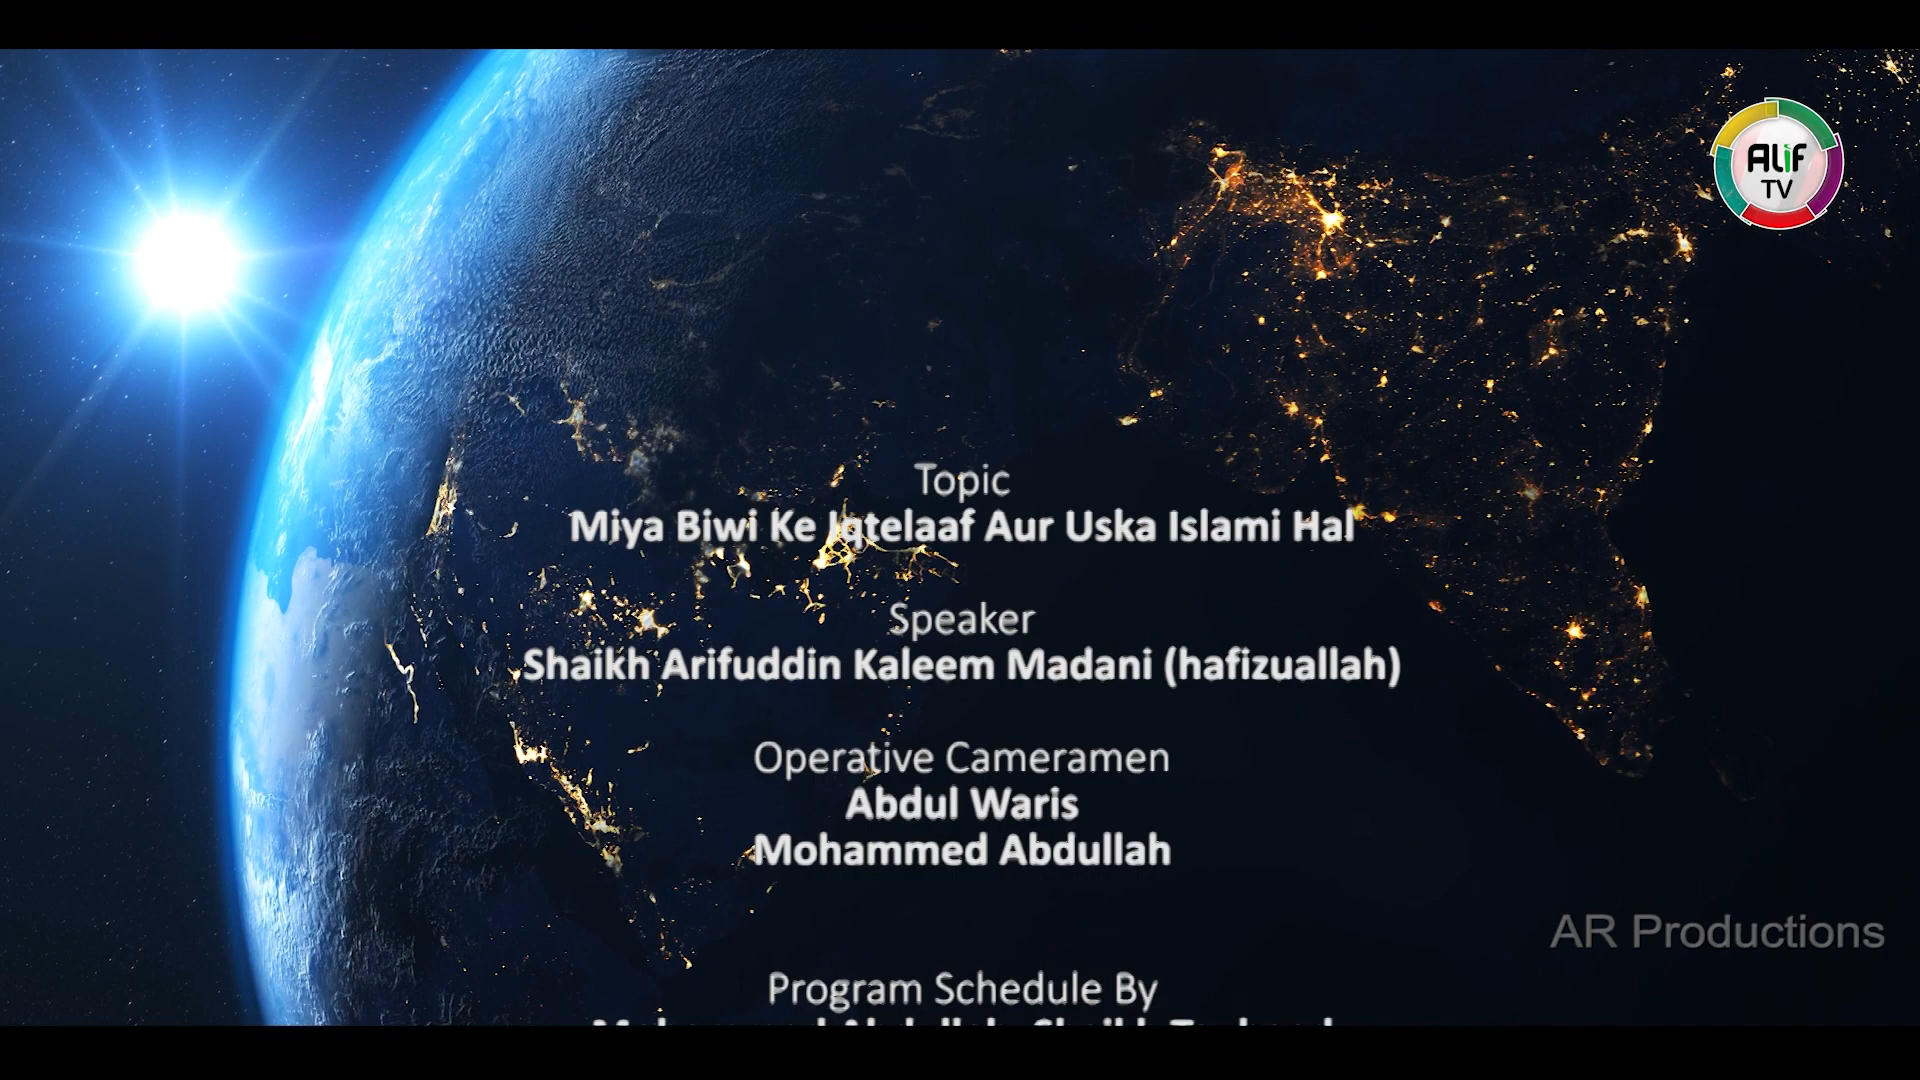 ALiF
TV
Topic
Miya Biwi Ke Iqtelaaf Aur Uska Islami Hal
Speaker
Shaikh Arifuddin Kaleem Madani (hafizuallah)
Operative Cameramen
Abdul Waris
Mohammed Abdullah
AR Productions
Program Schedule By